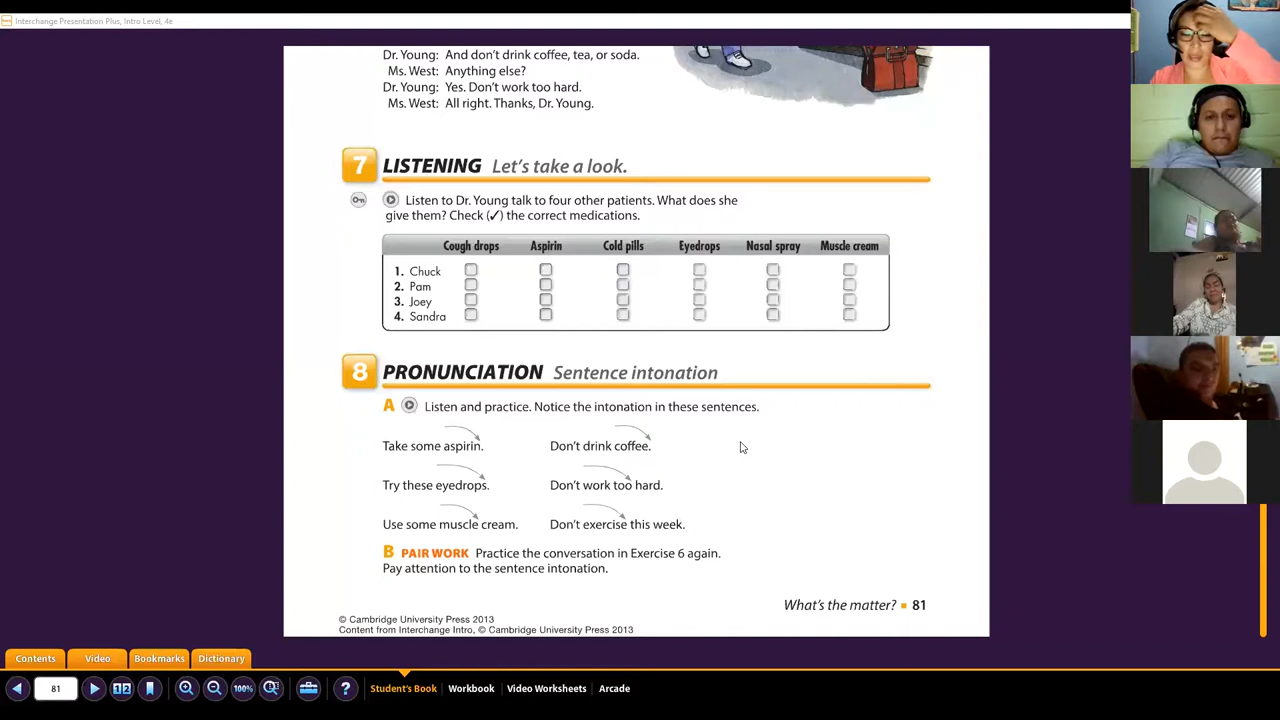 Interchange Presentation Plus, Intro Level, 4e
Dr. Young: And don't drink coffee, tea, or soda.
Ms. West: Anything else?
Dr. Young: Yes. Don't work too hard.
Ms. West: All right. Thanks, Dr. Young.
7 LISTENING Let's take a look.
Listen to Dr. Young talk to four other patients. What does she
give them? Check (✓) the correct medications.
Cough drops Aspirin Cold pills Eyedrops Nasal spray Muscle cream
1. Chuck
2. Pam
3. Joey
4. Sandra
8 PRONUNCIATION Sentence intonation
A Listen and practice. Notice the intonation in these sentences.
Take some aspirin. Don't drink coffee.
Try these eyedrops. Don't work too hard.
Use some muscle cream. Don't exercise this week.
B PAIR WORK Practice the conversation in Exercise 6 again.
Pay attention to the sentence intonation.
What's the matter? ▪ 81
© Cambridge University Press 2013
Content from Interchange Intro, © Cambridge University Press 2013
Contents Video Bookmarks Dictionary
81 1 2 100% ? Student's Book Workbook Video Worksheets Arcade